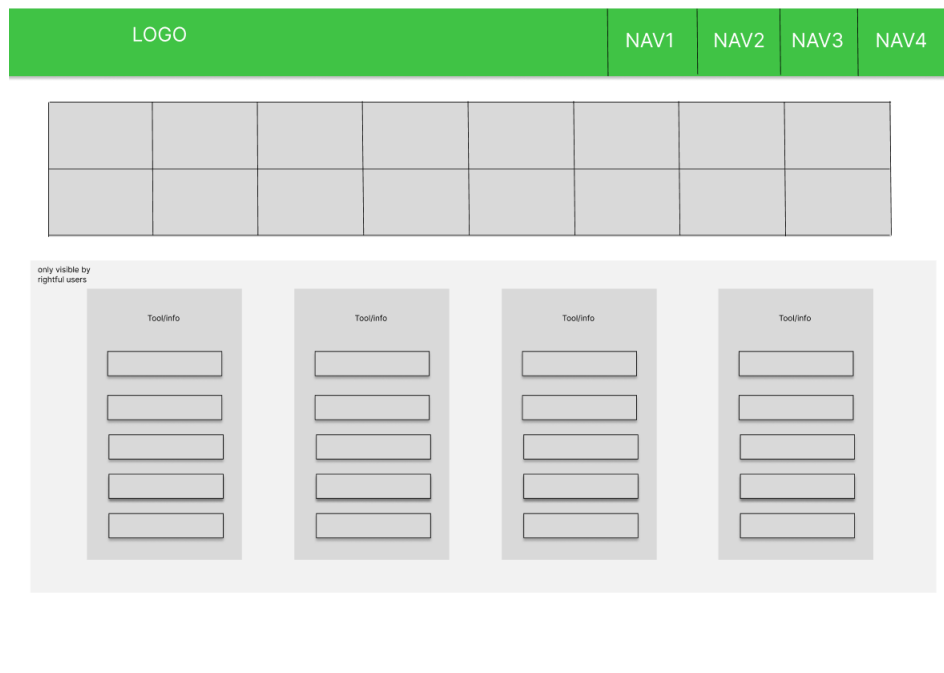 LOGO
NAV1
NAV2
NAV3
NAV4
only visible by
rightful users
Tool/info
Tool/info
Tool/info
Tool/info